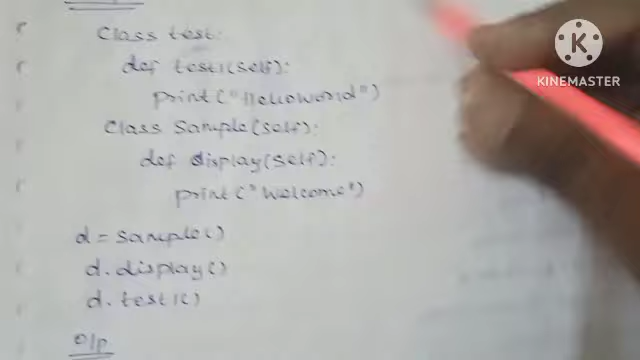 Class test:
def test1(self):
print("Helloworld")
Class Sample(self):
def display(self):
print("Welcome")
d = sample()
d.display()
d.test1()
O/p
KINEMASTER